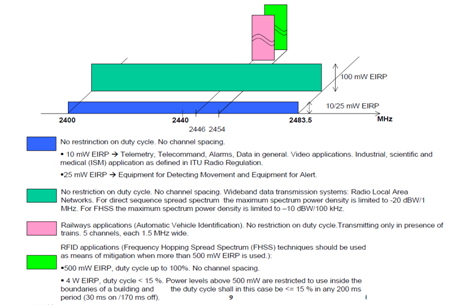 100 mW EIRP
10/25 mW EIRP
2400
2440
2483.5
MHz
2446 2454
No restrinction on duty cycle. No channel spacing.
• 10 mW EIRP → Telemetry, Telecommand, Alarms, Data in general. Video applications. Industrial, scientific and
medical (ISM) application as defined in ITU Radio Regulation.
•25 mW EIRP → Equipment for Detecting Movement and Equipment for Alert.
No restriction on duty cycle. No channel spacing. Wideband data transmission systems: Radio Local Area
Networks. For direct sequence spread stretrum the maximum spectrum power density is limited to -20 dBW/1
MHz. For FHSS the maximum spectrum power density is limited to –10 dBW/100 kHz.
Railways applications (Automatic Vehicle Identification). No restriction on duty cycle.Transmitting only in presence of
trains. 5 channels, each 1.5 MHz wide.
RFID applications (Frequency Hopping Spread Spectrum (FHSS) techniques should be used
as means of mitigation when more than 500 mW EIRP is used.):
•500 mW EIRP, duty cycle up to 100%. No channel spacing.
• 4 W EIRP, duty cycle < 15 %. Power levels above 500 mW are restricted to use inside the
boundaries of a building and the duty cycle shall in this case be <= 15 % in any 200 ms
period (30 ms on /170 ms off).
9